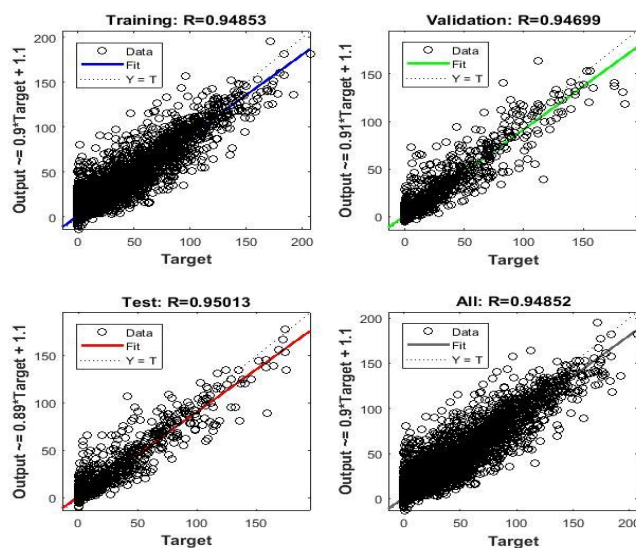 Training: R=0.94853
Output ~= 0.9*Target + 1.1
200
150
100
50
0
Data
Fit
Y = T
0 50 100 150 200
Target
Validation: R=0.94699
Output ~= 0.91*Target + 1.1
150
100
50
0
Data
Fit
Y = T
0 50 100 150
Target
Test: R=0.95013
Output ~= 0.89*Target + 1.1
150
100
50
0
Data
Fit
Y = T
0 50 100 150
Target
All: R=0.94852
Output ~= 0.9*Target + 1.1
200
150
100
50
0
Data
Fit
Y = T
0 50 100 150 200
Target